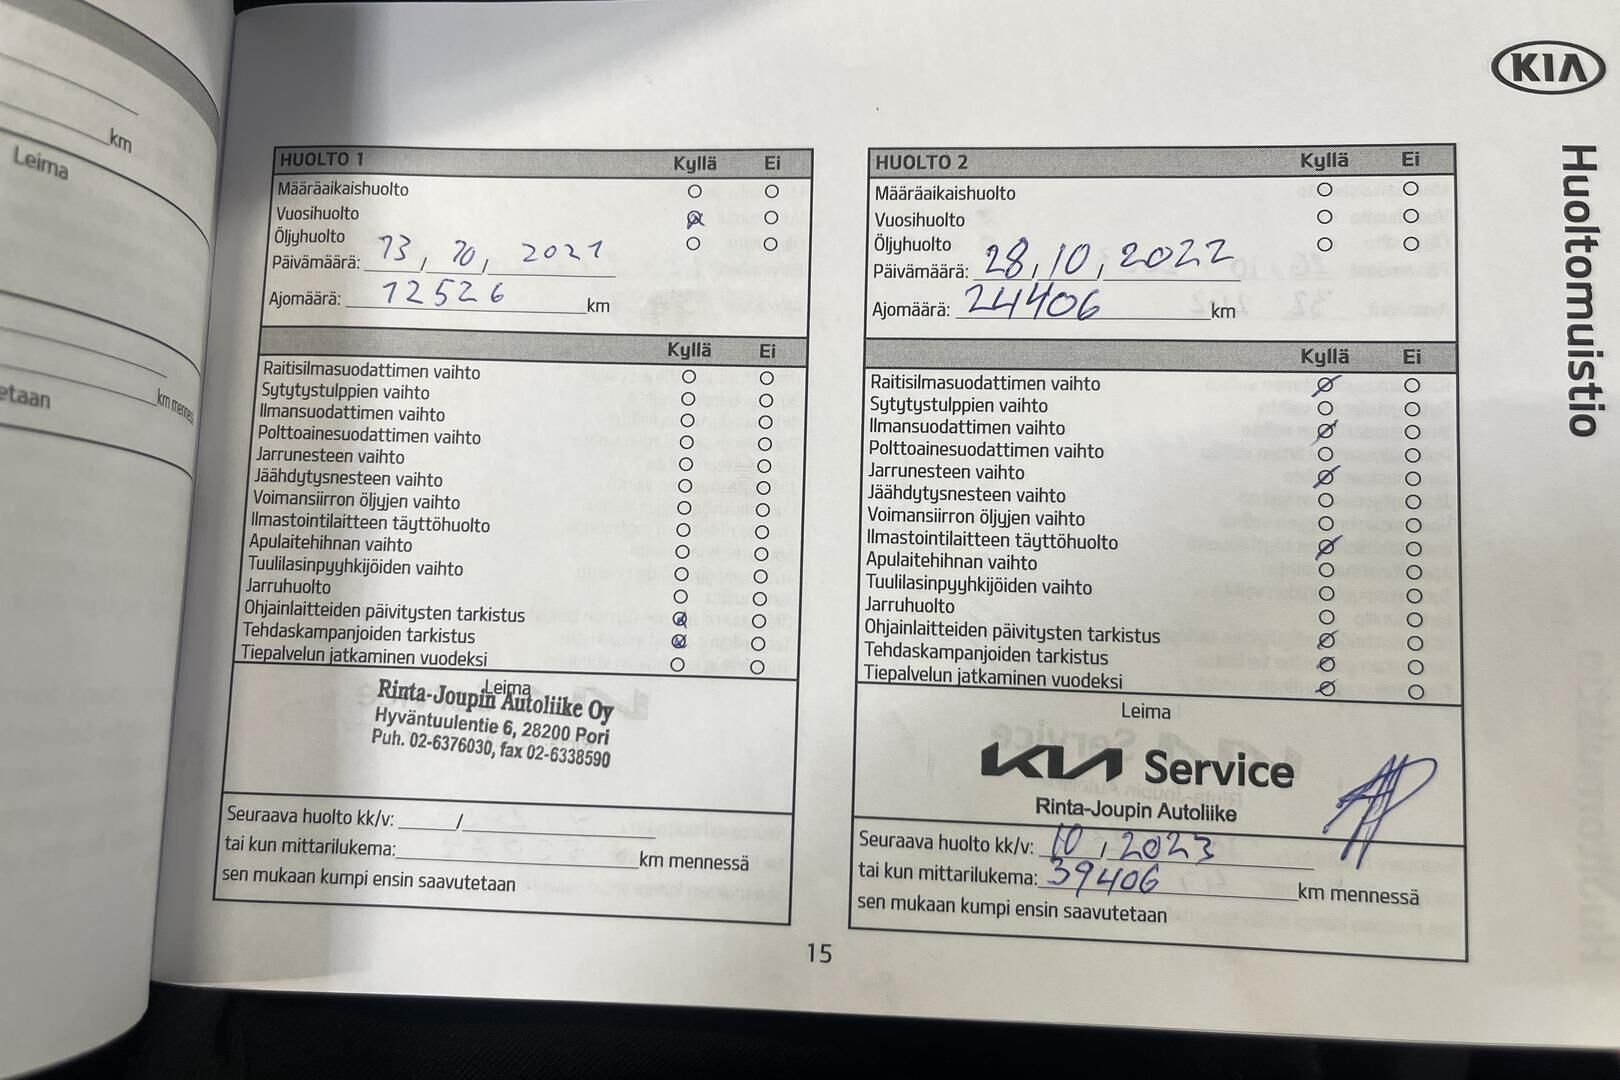 km
Leima
etaan
km mennes
KIA
Huoltomuistio
HUOLTO 1 Kyllä Ei
Määräaikaishuolto
Vuosihuolto
Öljyhuolto
Päivämäärä: 13, 10, 2021
Ajomäärä: 12526 km
Kyllä Ei
Raitisilmasuodattimen vaihto
Sytytystulppien vaihto
Ilmansuodattimen vaihto
Polttoainesuodattimen vaihto
Jarrunesteen vaihto
Jäähdytysnesteen vaihto
Voimansiirron öljyjen vaihto
Ilmastointilaitteen täyttöhuolto
Apulaitehihnan vaihto
Tuulilasinpyyhkijöiden vaihto
Jarruhuolto
Ohjainlaitteiden päivitysten tarkistus
Tehdaskampanjoiden tarkistus
Tiepalvelun jatkaminen vuodeksi
Leima
Rinta-Joupin Autoliike Oy
Hyväntuulentie 6, 28200 Pori
Puh. 02-6376030, fax 02-6338590
Seuraava huolto kk/v: /
tai kun mittarilukema: km mennessä
sen mukaan kumpi ensin saavutetaan
HUOLTO 2 Kyllä Ei
Määräaikaishuolto
Vuosihuolto
Öljyhuolto
Päivämäärä: 28, 10, 2022
Ajomäärä: 24406 km
Kyllä Ei
Raitisilmasuodattimen vaihto
Sytytystulppien vaihto
Ilmansuodattimen vaihto
Polttoainesuodattimen vaihto
Jarrunesteen vaihto
Jäähdytysnesteen vaihto
Voimansiirron öljyjen vaihto
Ilmastointilaitteen täyttöhuolto
Apulaitehihnan vaihto
Tuulilasinpyyhkijöiden vaihto
Jarruhuolto
Ohjainlaitteiden päivitysten tarkistus
Tehdaskampanjoiden tarkistus
Tiepalvelun jatkaminen vuodeksi
Leima
KIA Service
Rinta-Joupin Autoliike
Seuraava huolto kk/v: 10 / 2023
tai kun mittarilukema: 39406 km mennessä
sen mukaan kumpi ensin saavutetaan
15